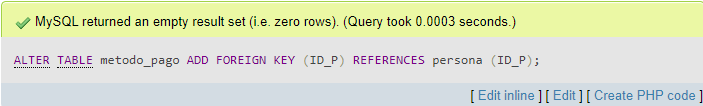 MySQL returned an empty result set (i.e. zero rows). (Query took 0.0003 seconds.)
ALTER TABLE metodo_pago ADD FOREIGN KEY (ID_P) REFERENCES persona (ID_P);
[ Edit inline ] [ Edit ] [ Create PHP code ]